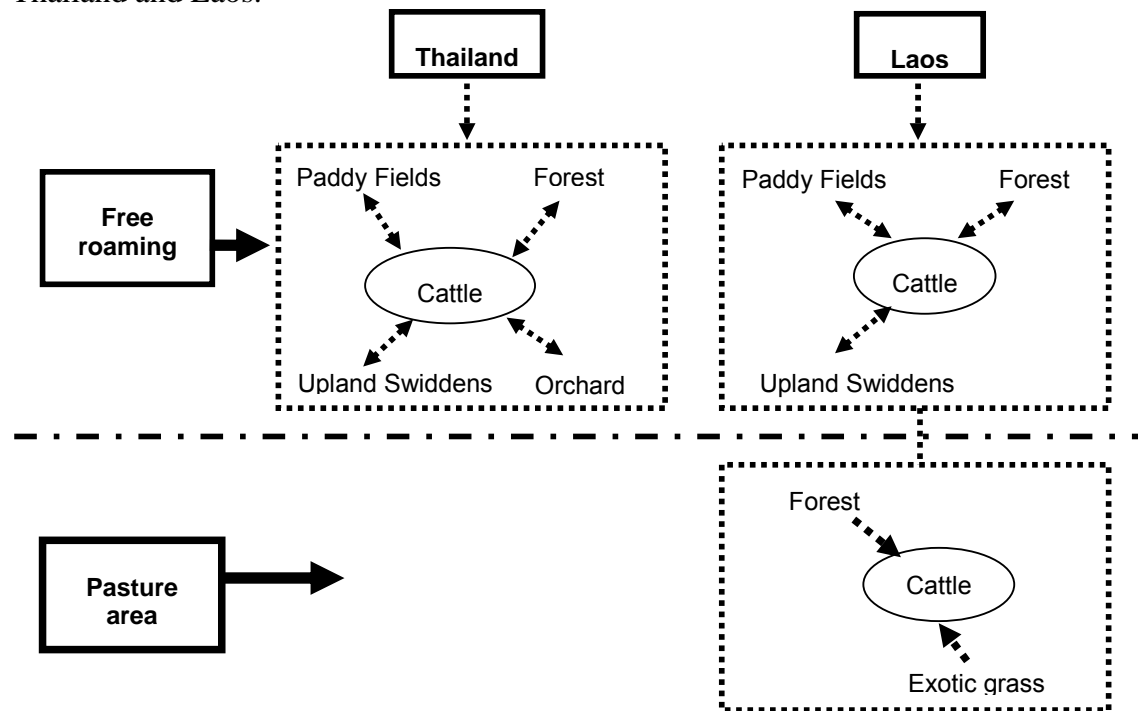 Thailand and Laos.
Thailand
Laos
Free
roaming
Paddy Fields
Forest
Cattle
Upland Swiddens
Orchard
Paddy Fields
Forest
Cattle
Upland Swiddens
Pasture
area
Forest
Cattle
Exotic grass